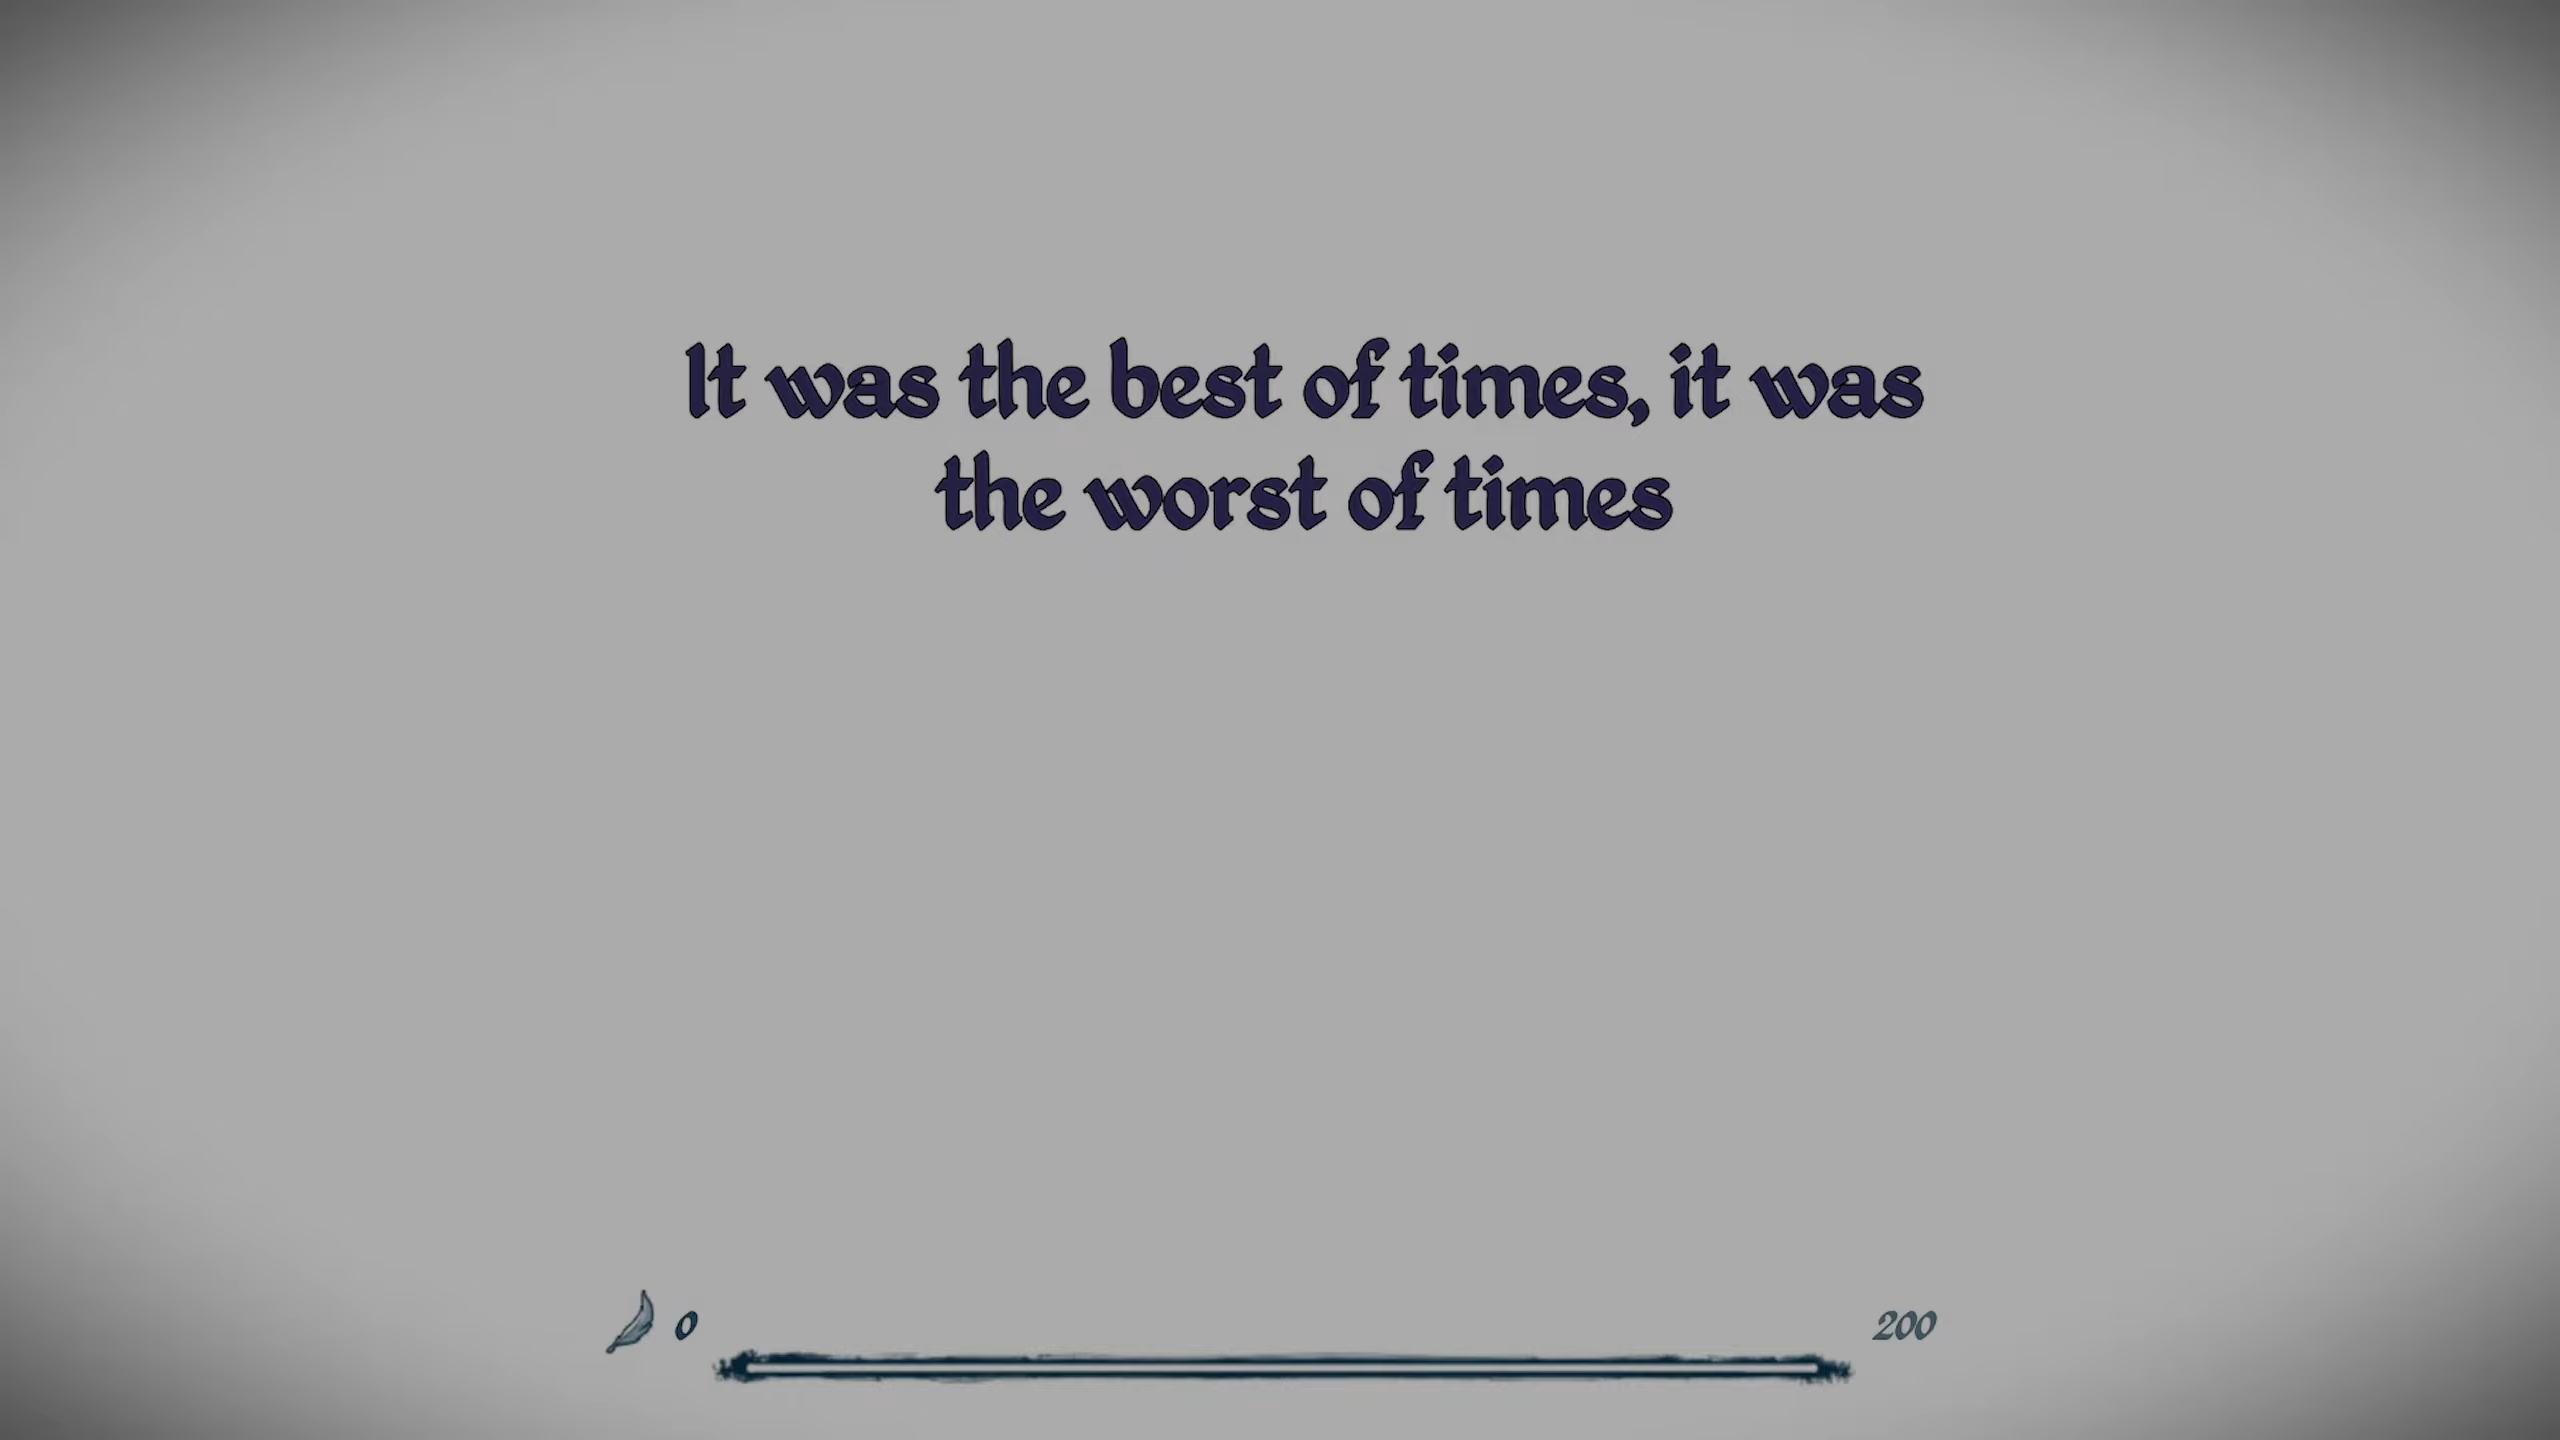 It was the best of times, it was
the worst of times
0
200